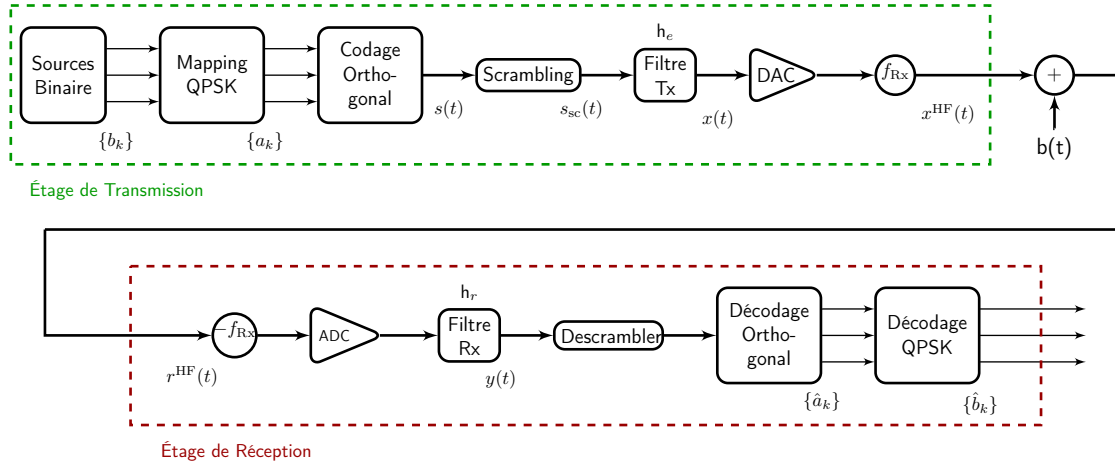 Sources
Binaire
{b_k}
Mapping
QPSK
{a_k}
Codage
Ortho-
gonal
s(t)
Scrambling
s_sc(t)
h_e
Filtre
Tx
x(t)
DAC
f_Rx
x^HF(t)
+
b(t)
Étage de Transmission
−f_Rx
r^HF(t)
ADC
h_r
Filtre
Rx
y(t)
Descrambler
Décodage
Ortho-
gonal
{â_k}
Décodage
QPSK
{b̂_k}
Étage de Réception